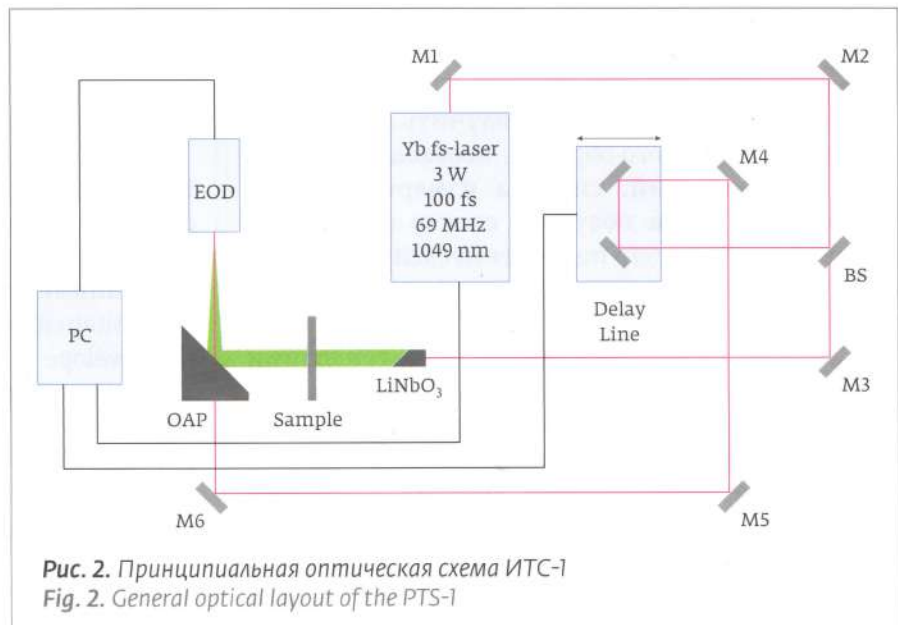 M1
M2
Yb fs-laser
3 W
100 fs
69 MHz
1049 nm
M4
EOD
BS
Delay
Line
PC
M3
LiNbO₃
OAP
Sample
M6
M5
Рис. 2. Принципиальная оптическая схема ИТС-1
Fig. 2. General optical layout of the PTS-1